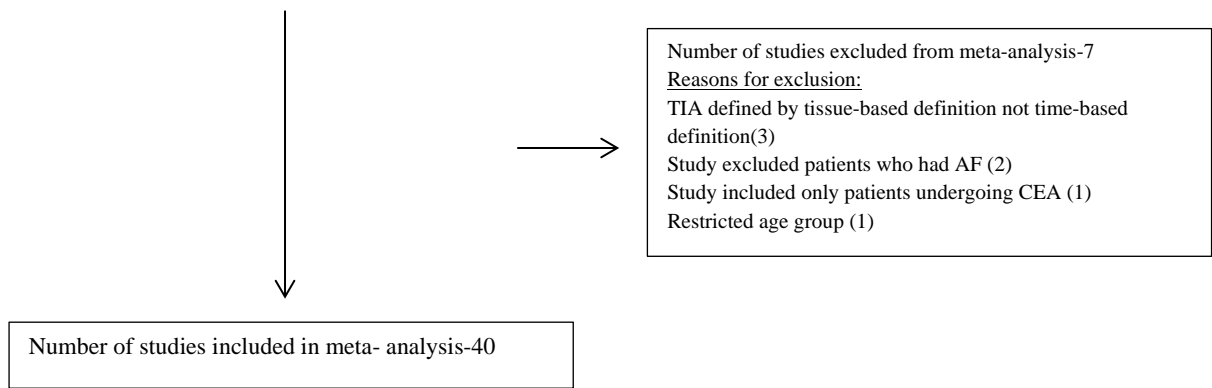 Number of studies excluded from meta-analysis-7
Reasons for exclusion:
TIA defined by tissue-based definition not time-based
definition(3)
Study excluded patients who had AF (2)
Study included only patients undergoing CEA (1)
Restricted age group (1)
Number of studies included in meta- analysis-40